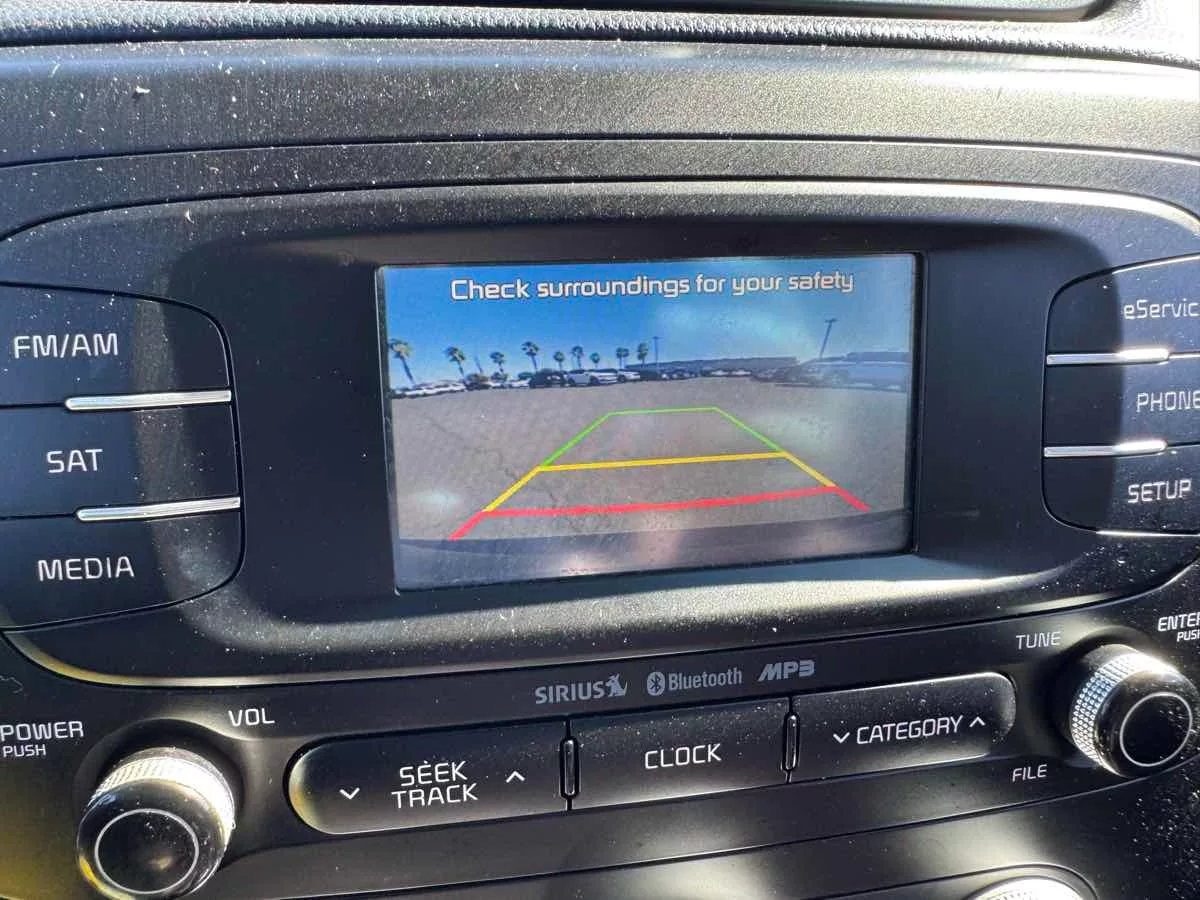 Check surroundings for your safety
FM/AM
SAT
MEDIA
eServic
PHONE
SETUP
SIRIUS Bluetooth MP3
POWER
PUSH
VOL
SEEK
TRACK
CLOCK
CATEGORY
TUNE
FILE
ENTER
PUSH